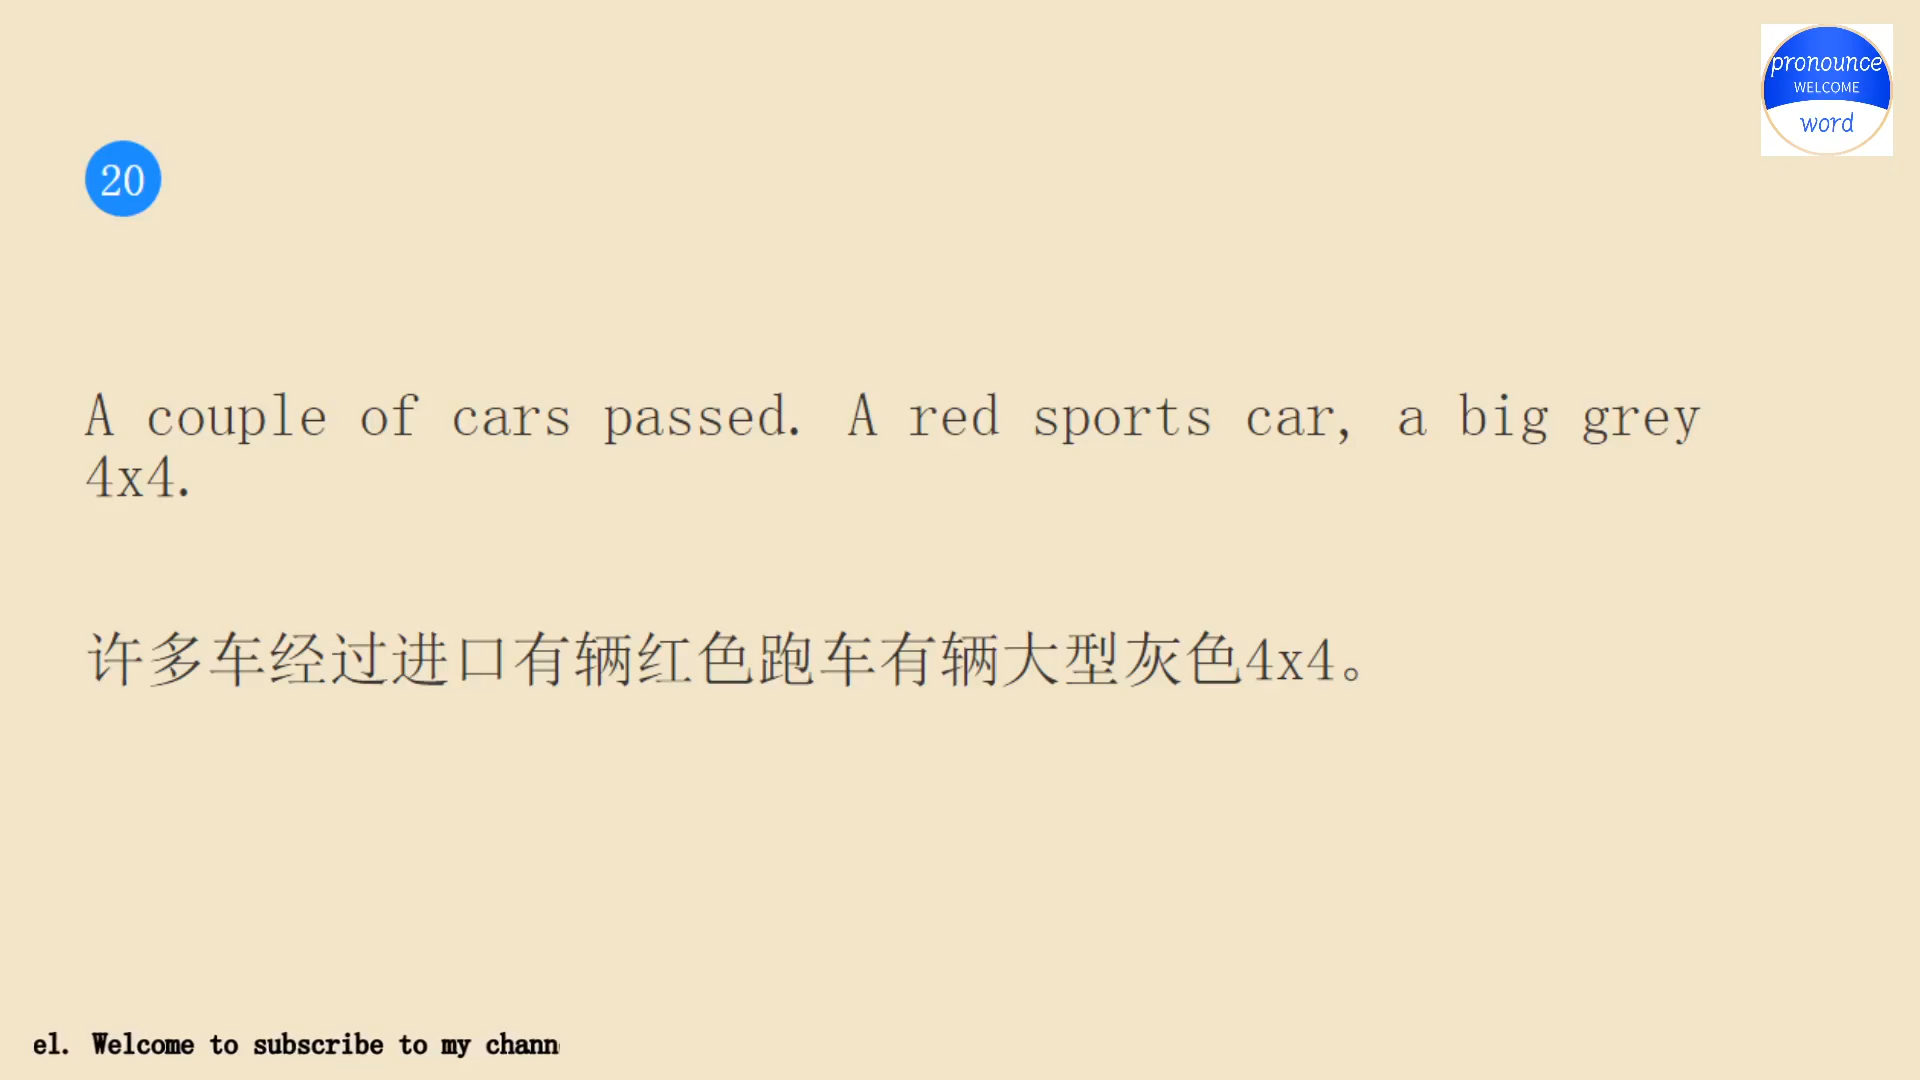 pronounce
WELCOME
word
20
A couple of cars passed. A red sports car, a big grey
4x4.
许多车经过进口有辆红色跑车有辆大型灰色4x4。
el. Welcome to subscribe to my chann